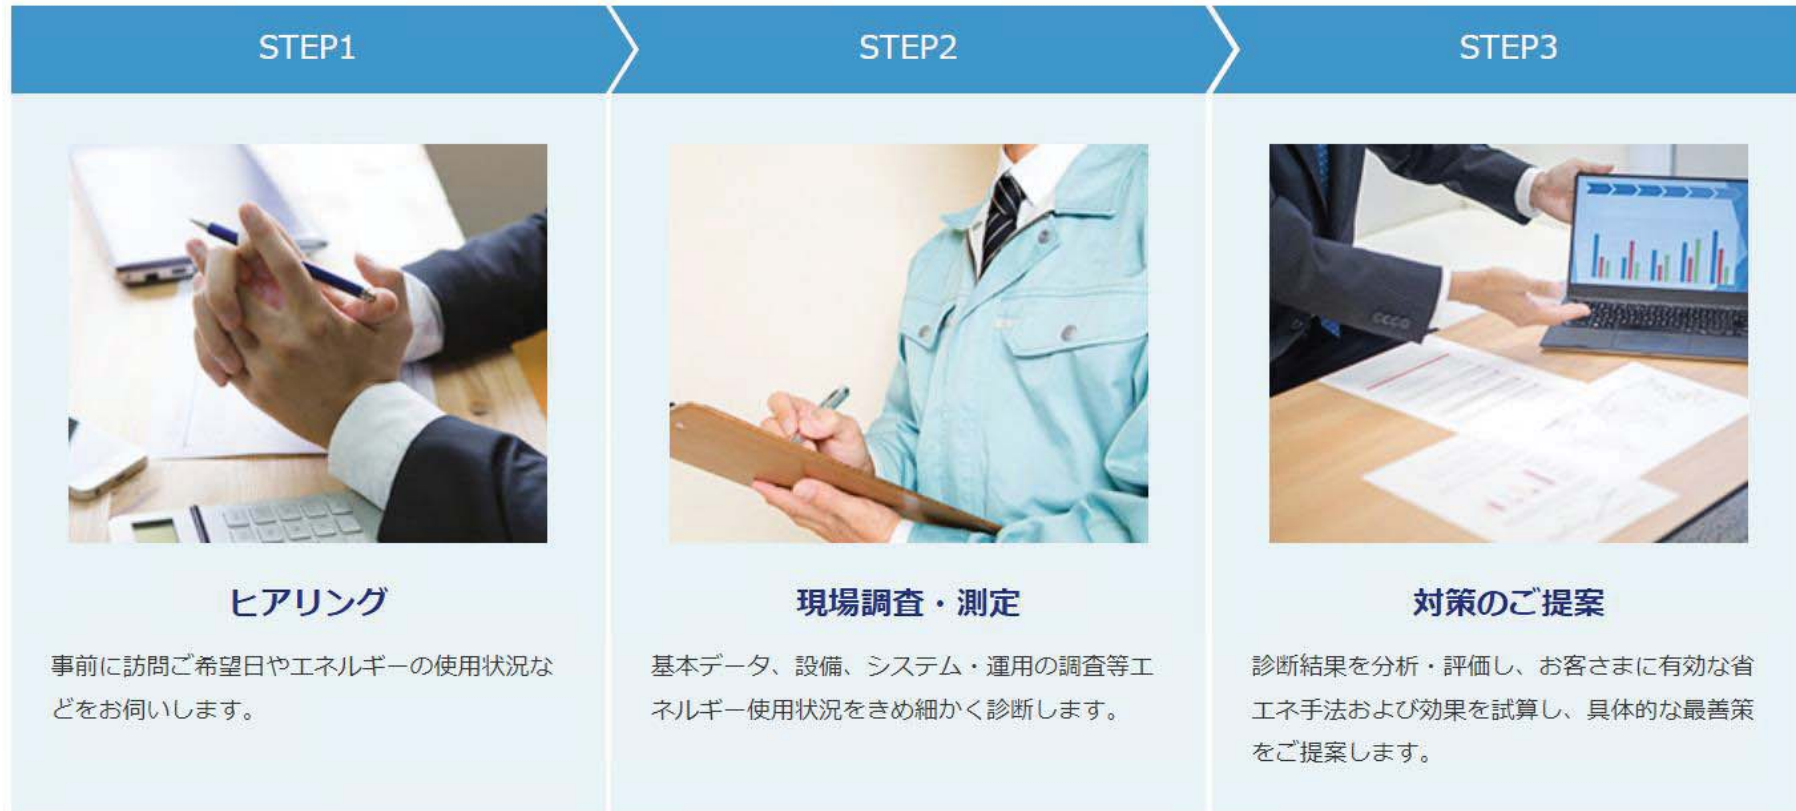 STEP1
STEP2
STEP3
ヒアリング
事前に訪問ご希望日やエネルギーの使用状況な
どをお伺いします。
現場調査・測定
基本データ、設備、システム・運用の調査等エ
ネルギー使用状況をきめ細かく診断します。
対策のご提案
診断結果を分析・評価し、お客さまに有効な省
エネ手法および効果を試算し、具体的な最善策
をご提案します。